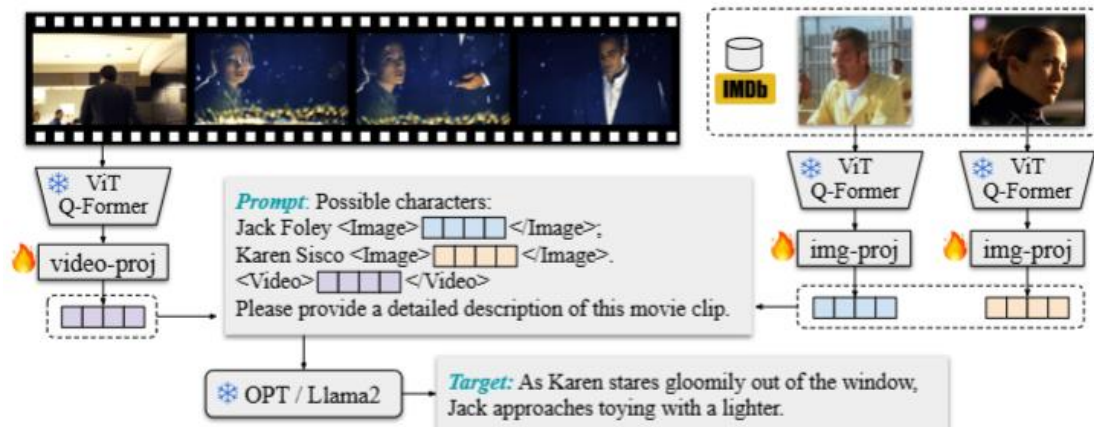 IMDb
ViT
Q-Former
ViT
Q-Former
ViT
Q-Former
video-proj
img-proj
img-proj
Prompt: Possible characters:
Jack Foley <Image> </Image>;
Karen Sisco <Image> </Image>.
<Video> </Video>
Please provide a detailed description of this movie clip.
OPT / Llama2
Target: As Karen stares gloomily out of the window,
Jack approaches toying with a lighter.